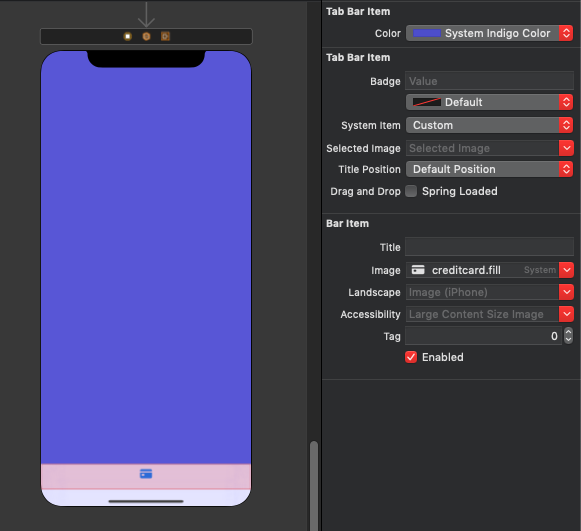 Tab Bar Item
Color System Indigo Color
Tab Bar Item
Badge Value
Default
System Item Custom
Selected Image Selected Image
Title Position Default Position
Drag and Drop Spring Loaded
Bar Item
Title
Image creditcard.fill System
Landscape Image (iPhone)
Accessibility Large Content Size Image
Tag 0
Enabled